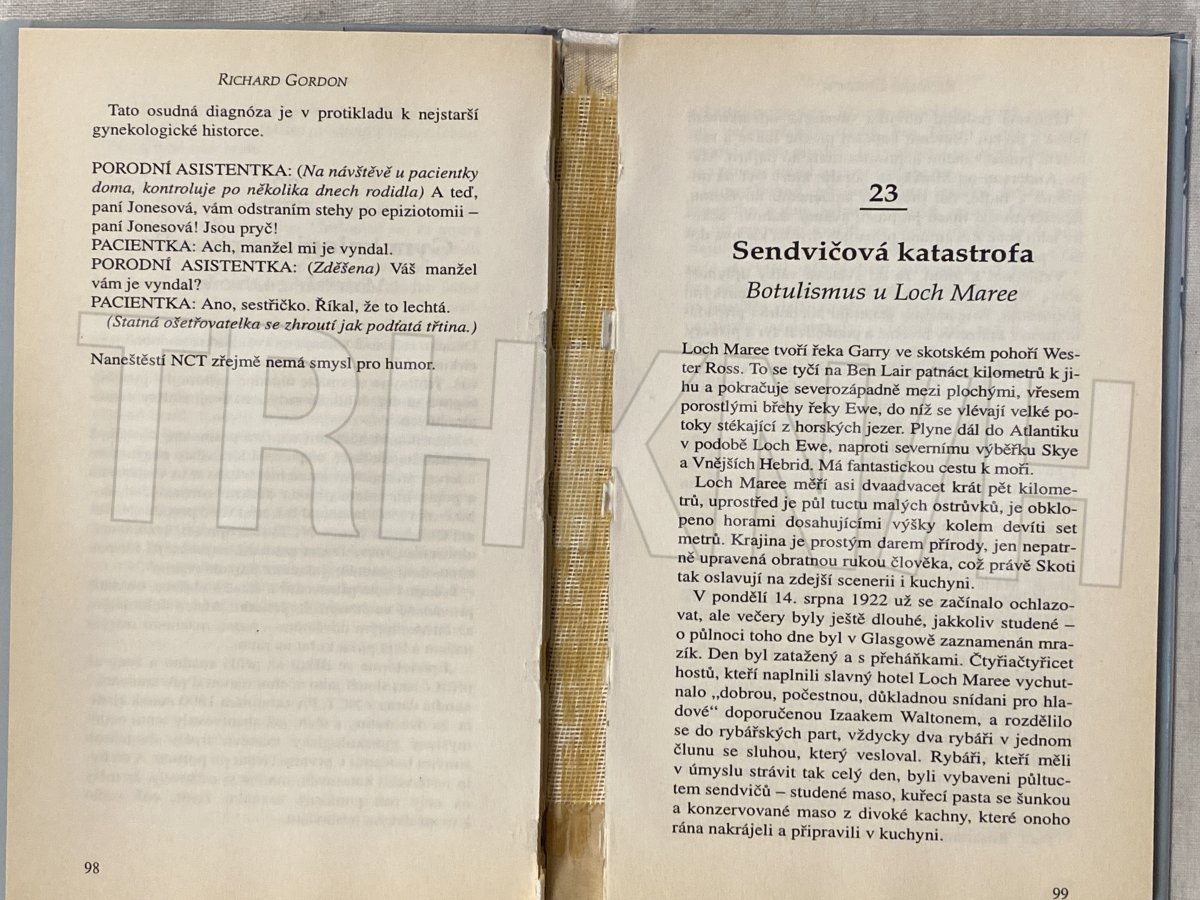 RICHARD GORDON
Tato osudná diagnóza je v protikladu k nejstarší
gynekologické historce.
PORODNÍ ASISTENTKA: (Na návštěvě u pacientky
doma, kontroluje po několika dnech rodidla) A teď,
paní Jonesová, vám odstraním stehy po epiziotomii –
paní Jonesová! Jsou pryč!
PACIENTKA: Ach, manžel mi je vyndal.
PORODNÍ ASISTENTKA: (Zděšena) Váš manžel
vám je vyndal?
PACIENTKA: Ano, sestřičko. Říkal, že to lechtá.
(Statná ošetřovatelka se zhroutí jak podťatá třtina.)
Naneštěstí NCT zřejmě nemá smysl pro humor.
98
23
Sendvičová katastrofa
Botulismus u Loch Maree
Loch Maree tvoří řeka Garry ve skotském pohoří Wes-
ter Ross. To se tyčí na Ben Lair patnáct kilometrů k ji-
hu a pokračuje severozápadně mezi plochými, vřesem
porostlými břehy řeky Ewe, do níž se vlévají velké po-
toky stékající z horských jezer. Plyne dál do Atlantiku
v podobě Loch Ewe, naproti severnímu výběřku Skye
a Vnějších Hebrid. Má fantastickou cestu k moři.
Loch Maree měří asi dvaadvacet krát pět kilome-
trů, uprostřed je půl tuctu malých ostrůvků, je obklo-
peno horami dosahujícími výšky kolem devíti set
metrů. Krajina je prostým darem přírody, jen nepatr-
ně upravená obratnou rukou člověka, což právě Skoti
tak oslavují na zdejší scenerii i kuchyni.
V pondělí 14. srpna 1922 už se začínalo ochlazo-
vat, ale večery byly ještě dlouhé, jakkoliv studené –
o půlnoci toho dne byl v Glasgowě zaznamenán mra-
zík. Den byl zatažený a s přeháňkami. Čtyřiačtyřicet
hostů, kteří naplnili slavný hotel Loch Maree vychut-
nalo „dobrou, počestnou, důkladnou snídani pro hla-
dové“ doporučenou Izaakem Waltonem, a rozdělilo
se do rybářských part, vždycky dva rybáři v jednom
člunu se sluhou, který vesloval. Rybáři, kteří měli
v úmyslu strávit tak celý den, byli vybaveni půltuc-
tem sendvičů – studené maso, kuřecí pasta se šunkou
a konzervované maso z divoké kachny, které onoho
rána nakrájeli a připravili v kuchyni.
99
TRHKNIH